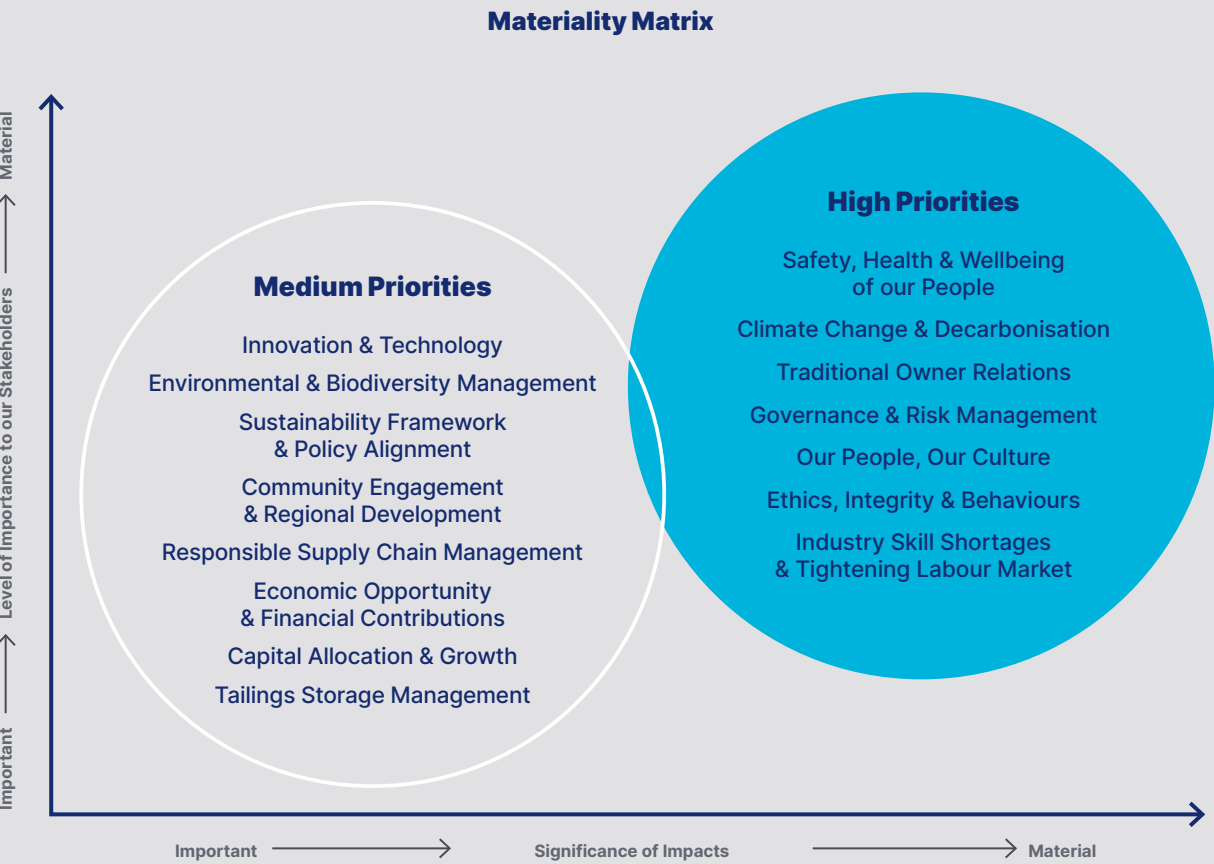 Materiality Matrix
Material
Level of Importance to our Stakeholders
Important
Medium Priorities
Innovation & Technology
Environmental & Biodiversity Management
Sustainability Framework
& Policy Alignment
Community Engagement
& Regional Development
Responsible Supply Chain Management
Economic Opportunity
& Financial Contributions
Capital Allocation & Growth
Tailings Storage Management
High Priorities
Safety, Health & Wellbeing
of our People
Climate Change & Decarbonisation
Traditional Owner Relations
Governance & Risk Management
Our People, Our Culture
Ethics, Integrity & Behaviours
Industry Skill Shortages
& Tightening Labour Market
Important
Significance of Impacts
Material